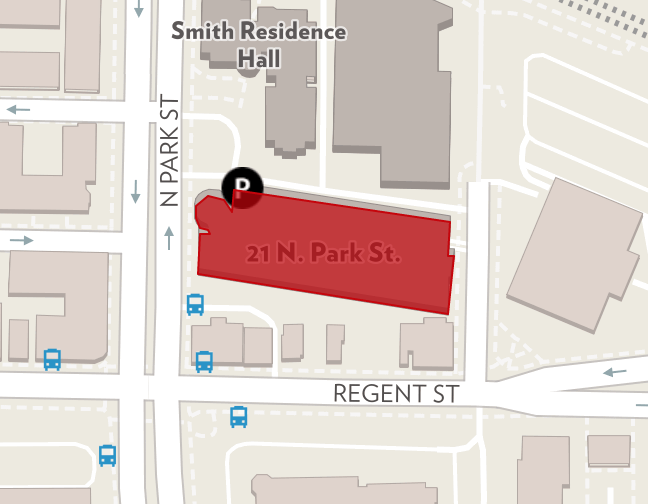 Smith Residence
Hall
N PARK ST
P
21 N. Park St.
REGENT ST